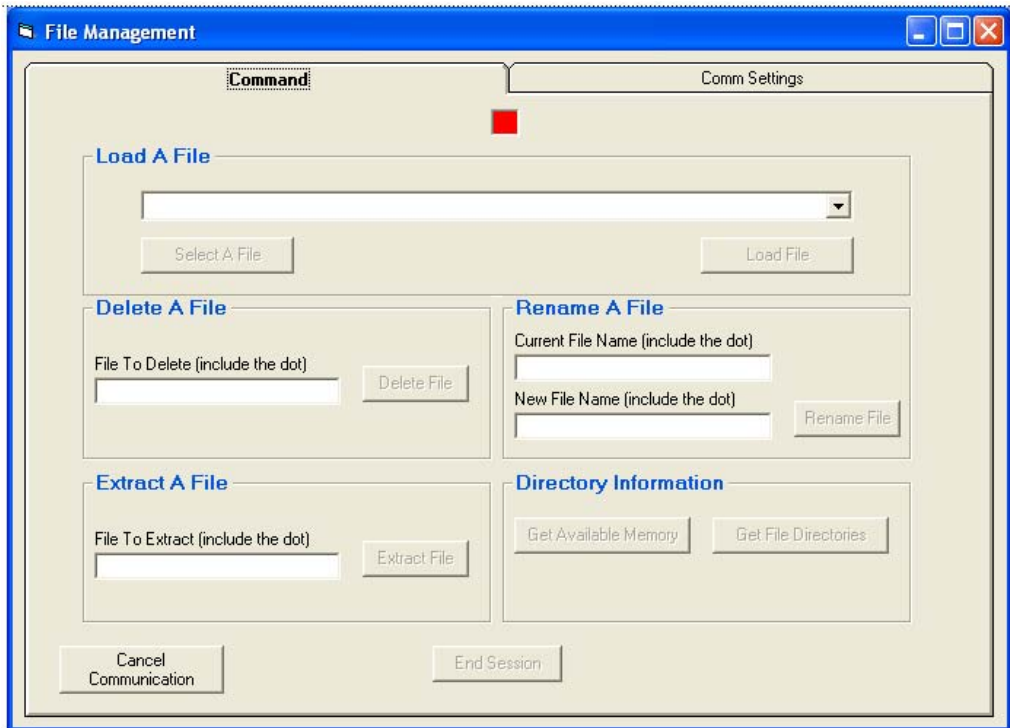 File Management
Command
Comm Settings
Load A File
Select A File
Load File
Delete A File
File To Delete (include the dot)
Delete File
Rename A File
Current File Name (include the dot)
New File Name (include the dot)
Rename File
Extract A File
File To Extract (include the dot)
Extract File
Directory Information
Get Available Memory
Get File Directories
Cancel
Communication
End Session